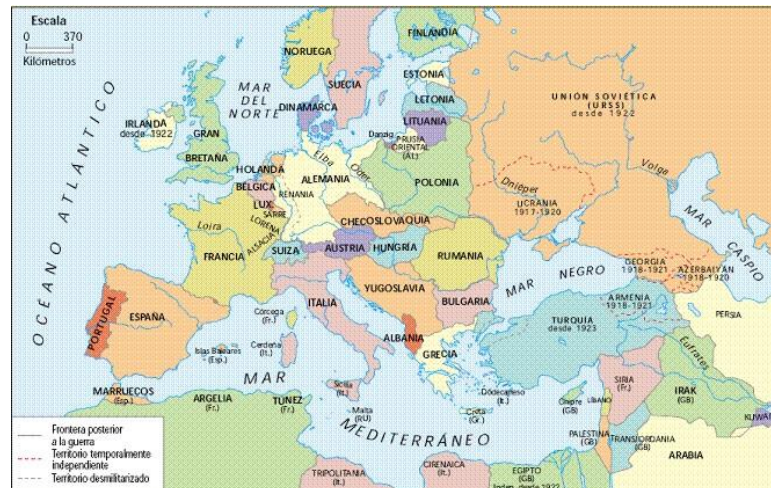 Escala
0 370
Kilómetros
NORUEGA
FINLANDIA
SUECIA
ESTONIA
MAR
DEL
NORTE
LETONIA
DINAMARCA
LITUANIA
UNIÓN SOVIÉTICA
(URSS)
desde 1922
IRLANDA
desde 1922
GRAN
BRETAÑA
Danzig
PRUSIA
ORIENTAL
(Al.)
HOLANDA
Elba
Oder
ALEMANIA
POLONIA
BÉLGICA
RENANIA
LUX.
SARRE
LORENA
ALSACIA
Dniéper
Volga
UCRANIA
1917-1920
CHECOSLOVAQUIA
OCÉANO ATLÁNTICO
Loira
FRANCIA
SUIZA
AUSTRIA
HUNGRÍA
RUMANIA
MAR CASPIO
GEORGIA
1918-1921
AZERBAIYÁN
1918-1920
MAR NEGRO
YUGOSLAVIA
ITALIA
BULGARIA
ARMENIA
1918-1921
PORTUGAL
ESPAÑA
Córcega
(Fr.)
Cerdeña
(It.)
ALBANIA
GRECIA
TURQUÍA
desde 1923
PERSIA
Islas Baleares
(Esp.)
Éufrates
MAR
MEDITERRÁNEO
Sicilia
(It.)
Dodecaneso
(It.)
MARRUECOS
(Esp.)
ARGELIA
(Fr.)
TÚNEZ
(Fr.)
Malta
(RU)
Creta
(Gr.)
Chipre
(GB)
SIRIA
(Fr.)
LÍBANO
IRAK
(GB)
KUWAIT
PALESTINA
(GB)
TRANSJORDANIA
(GB)
ARABIA
TRIPOLITANIA
(It.)
CIRENAICA
(It.)
EGIPTO
(GB)
Indep. desde 1922
Frontera posterior
a la guerra
Territorio temporalmente
independiente
Territorio desmilitarizado